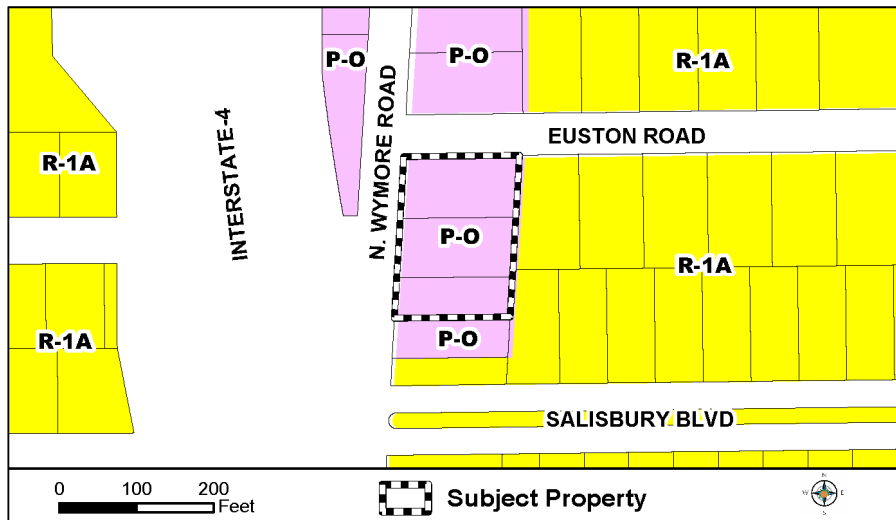 P-O
P-O
R-1A
EUSTON ROAD
R-1A
INTERSTATE-4
N. WYMORE ROAD
P-O
R-1A
R-1A
P-O
SALISBURY BLVD
0 100 200
Feet
Subject Property
N
W E
S